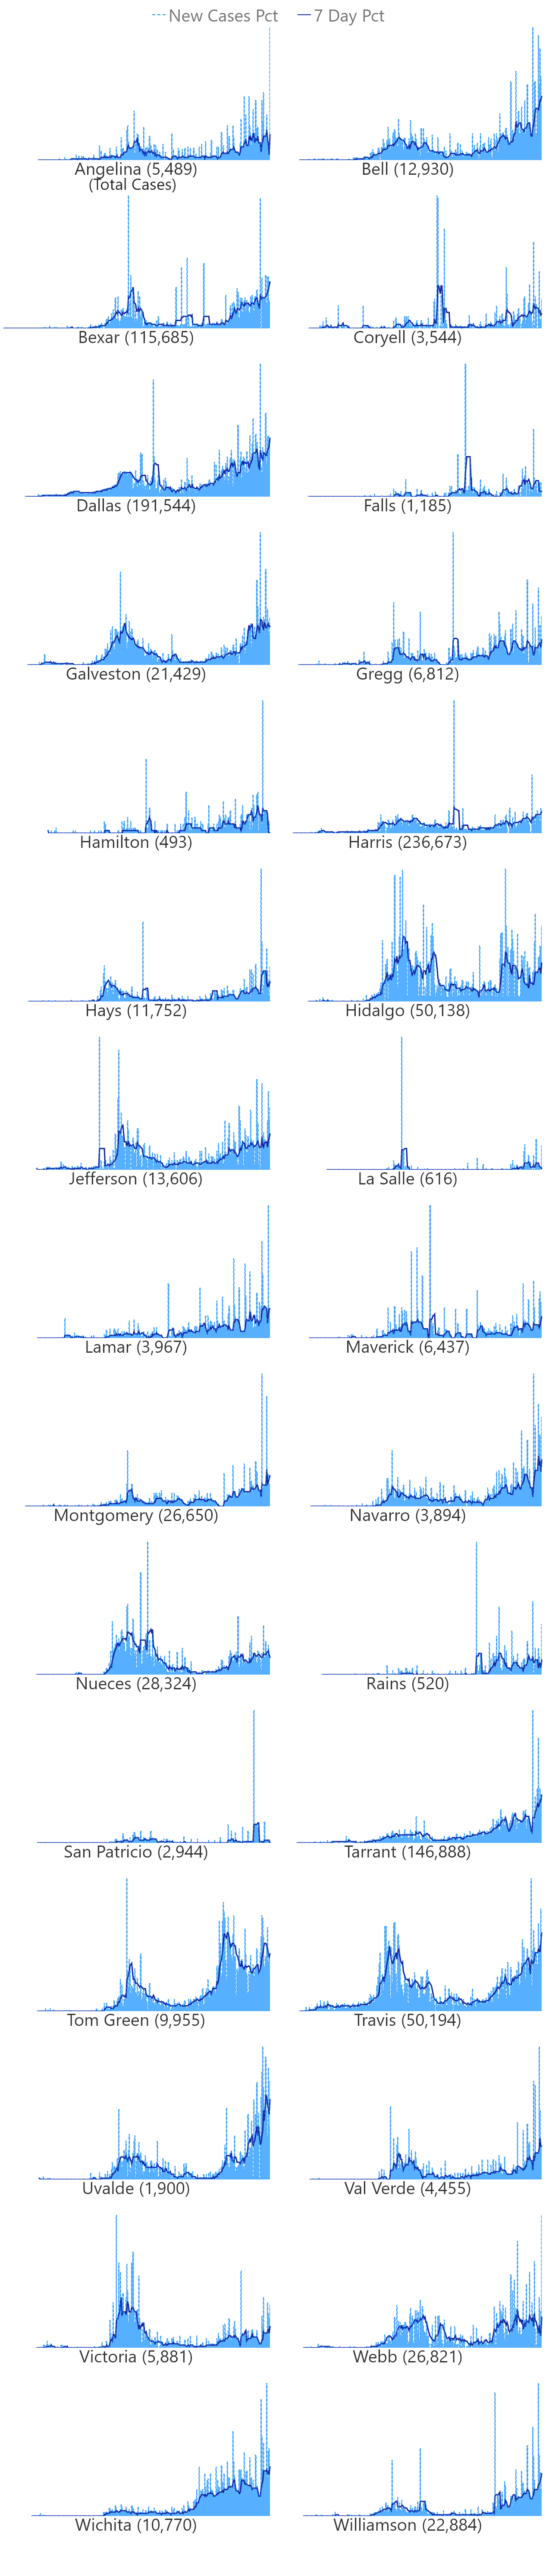 New Cases Pct 7 Day Pct
Angelina (5,489)
(Total Cases)
Bell (12,930)
Bexar (115,685)
Coryell (3,544)
Dallas (191,544)
Falls (1,185)
Galveston (21,429)
Gregg (6,812)
Hamilton (493)
Harris (236,673)
Hays (11,752)
Hidalgo (50,138)
Jefferson (13,606)
La Salle (616)
Lamar (3,967)
Maverick (6,437)
Montgomery (26,650)
Navarro (3,894)
Nueces (28,324)
Rains (520)
San Patricio (2,944)
Tarrant (146,888)
Tom Green (9,955)
Travis (50,194)
Uvalde (1,900)
Val Verde (4,455)
Victoria (5,881)
Webb (26,821)
Wichita (10,770)
Williamson (22,884)